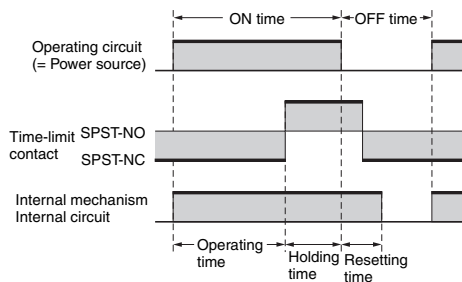 ON time
OFF time
Operating circuit
(= Power source)
Time-limit
contact
SPST-NO
SPST-NC
Internal mechanism
Internal circuit
Operating
time
Holding
time
Resetting
time